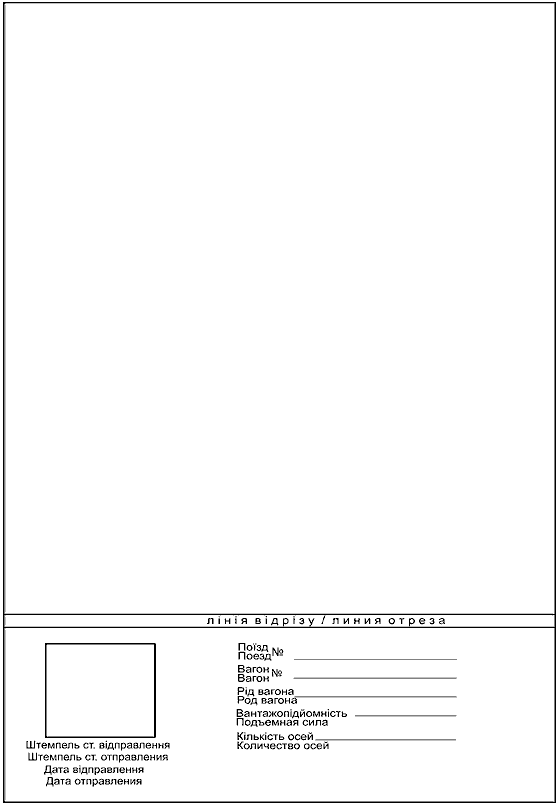 лінія відрізу / линия отреза
Поїзд №
Поезд
Вагон №
Вагон
Рід вагона
Род вагона
Вантажопідйомність
Подъемная сила
Кількість осей
Количество осей
Штемпель ст. відправлення
Штемпель ст. отправления
Дата відправлення
Дата отправления